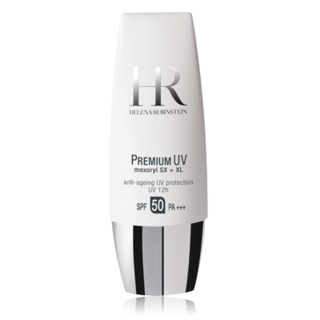 HR
HELENA RUBINSTEIN
PREMIUM UV
mexoryl SX + XL
anti-ageing UV protection
UV 12h
SPF 50 PA +++